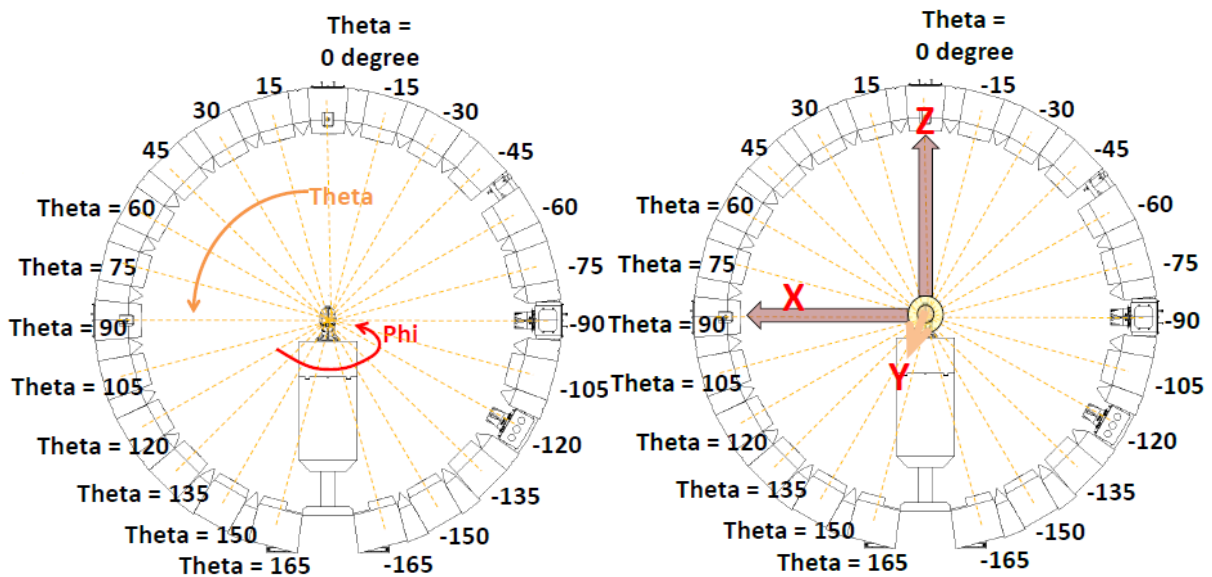 Theta =
0 degree
15
-15
30
-30
45
-45
Theta = 60
Theta
-60
Theta = 75
-75
Theta = 90
Phi
-90
Theta = 105
-105
Theta = 120
-120
Theta = 135
-135
Theta = 150
-150
Theta = 165
-165
Theta =
0 degree
15
-15
30
Z
-30
45
-45
Theta = 60
-60
Theta = 75
-75
X
Theta = 90
-90
Y
Theta = 105
-105
Theta = 120
-120
Theta = 135
-135
Theta = 150
-150
Theta = 165
-165